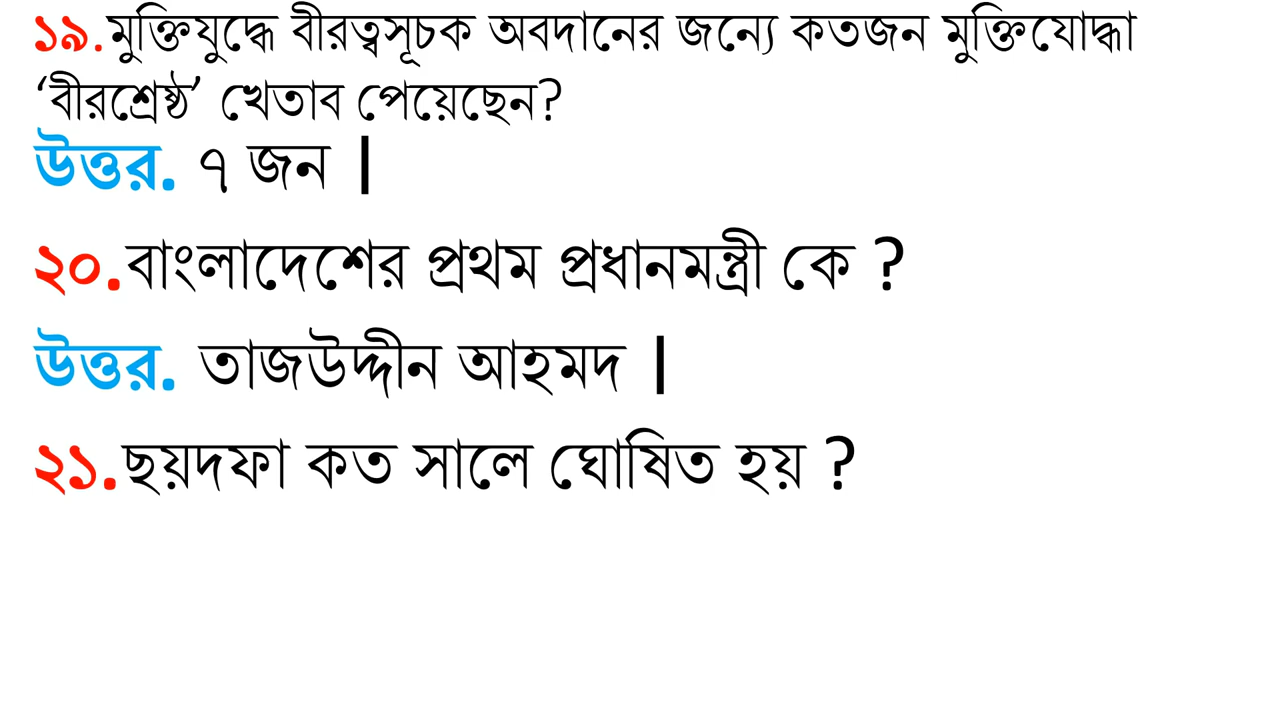 ১৯.মুক্তিযুদ্ধে বীরত্বসূচক অবদানের জন্যে কতজন মুক্তিযোদ্ধা
‘বীরশ্রেষ্ঠ’ খেতাব পেয়েছেন?
উত্তর. ৭ জন |
২০.বাংলাদেশের প্রথম প্রধানমন্ত্রী কে ?
উত্তর. তাজউদ্দীন আহমদ |
২১.ছয়দফা কত সালে ঘোষিত হয় ?